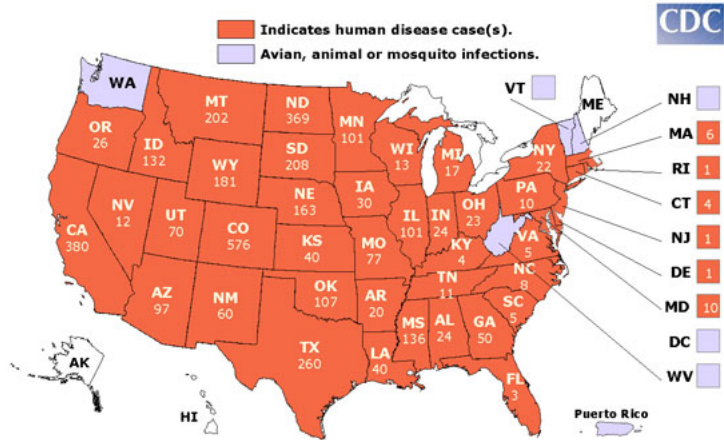 Indicates human disease case(s).
CDC
Avian, animal or mosquito infections.
WA
MT
202
ND
369
MN
101
VT
ME
NH
OR
26
ID
132
WY
181
SD
208
WI
13
MI
17
NY
22
MA 6
RI 1
CT 4
NJ 1
DE 1
MD 10
DC
WV
NV
12
UT
70
CO
576
NE
163
IA
30
IL
101
IN
24
OH
23
PA
10
CA
380
KS
40
MO
77
KY
4
VA
5
AZ
97
NM
60
OK
107
AR
20
TN
11
NC
8
SC
5
MS
136
AL
24
GA
50
TX
260
LA
40
FL
3
AK
HI
Puerto Rico